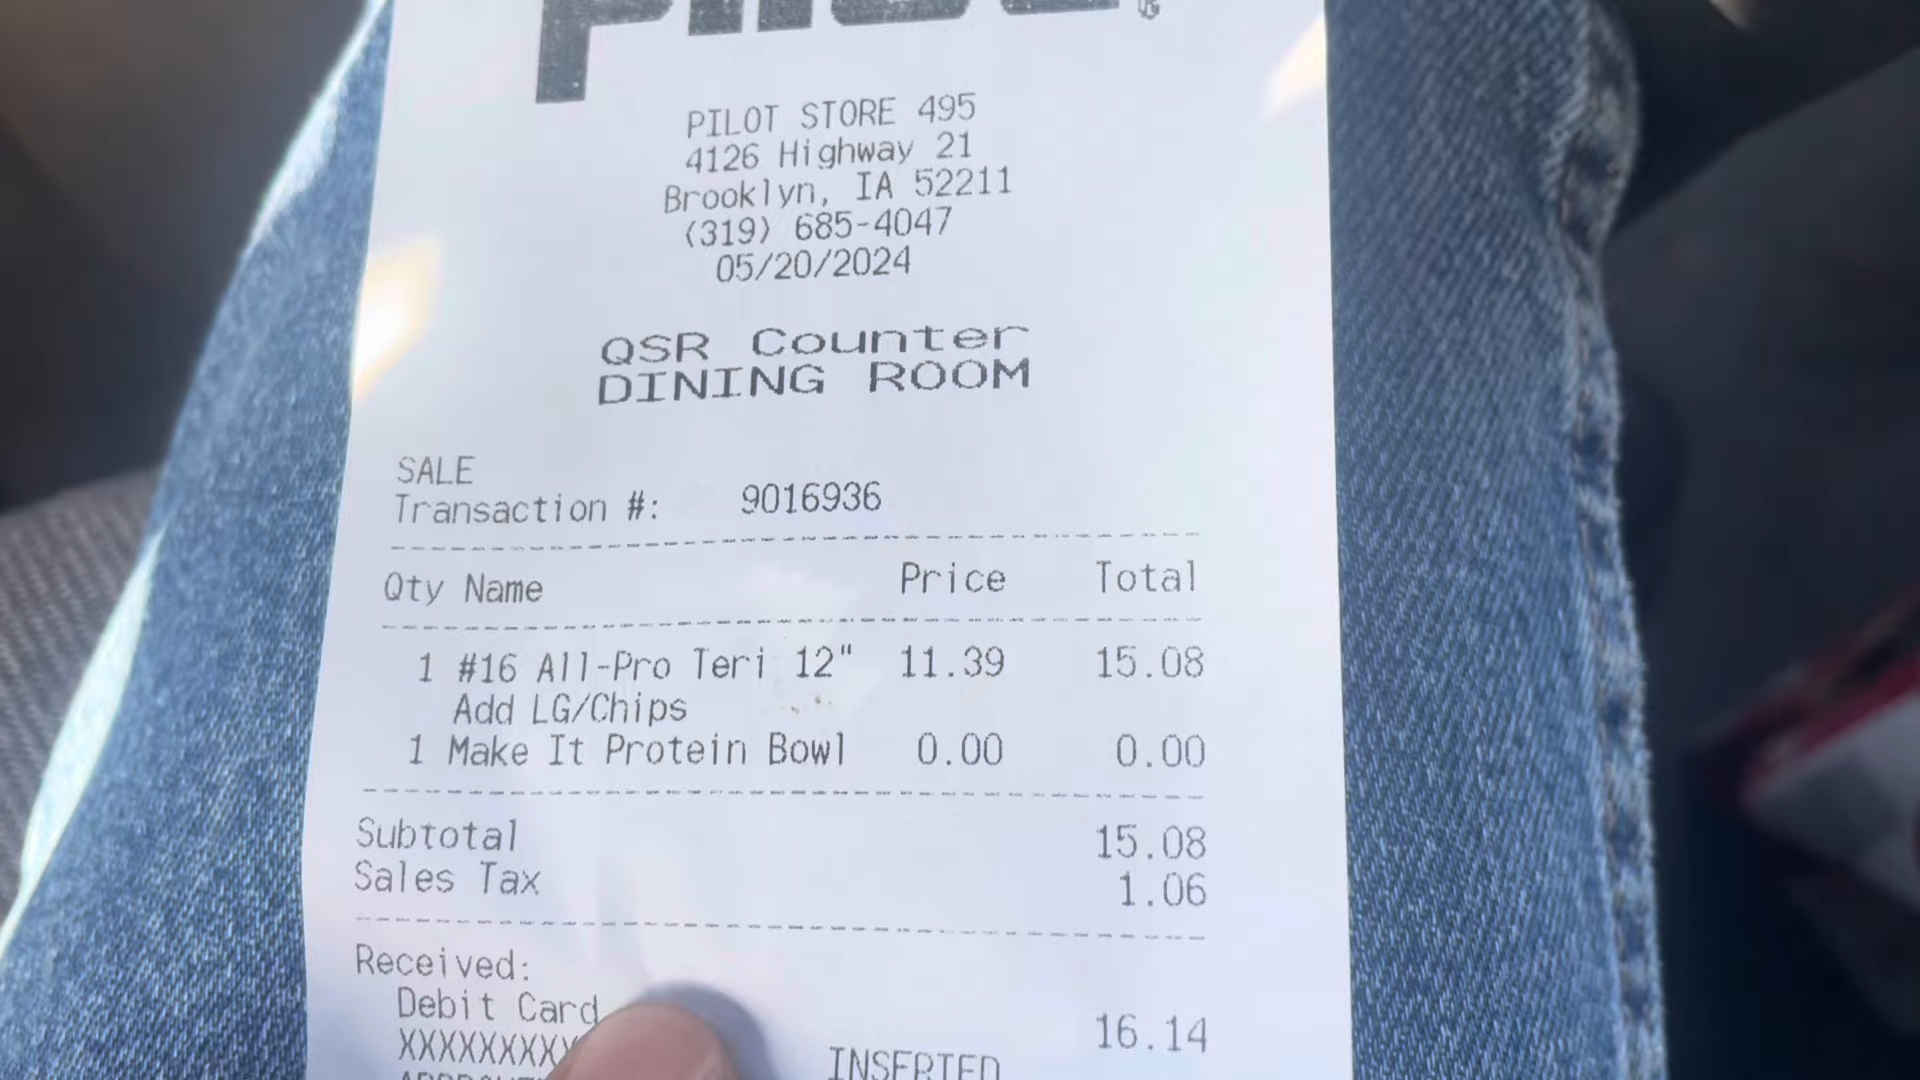 PILOT STORE 495
4126 Highway 21
Brooklyn, IA 52211
(319) 685-4047
05/20/2024
QSR Counter
DINING ROOM
SALE
Transaction #: 9016936
Qty Name Price Total
1 #16 All-Pro Teri 12" 11.39 15.08
Add LG/Chips
1 Make It Protein Bowl 0.00 0.00
Subtotal 15.08
Sales Tax 1.06
Received:
Debit Card 16.14
XXXXXXXXX INSERTED